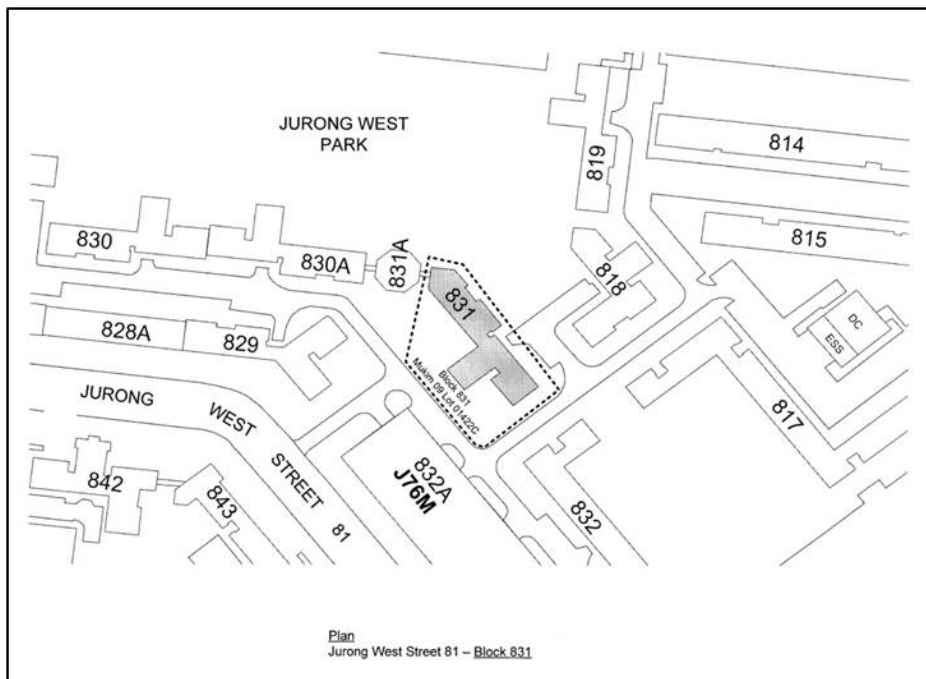 JURONG WEST
PARK
819
814
815
818
830
830A
831A
831
828A
829
Block 831
Mukim 09 Lot 01422C
DC
ESS
817
JURONG
WEST
STREET
81
842
843
832A
J76M
832
Plan
Jurong West Street 81 – Block 831